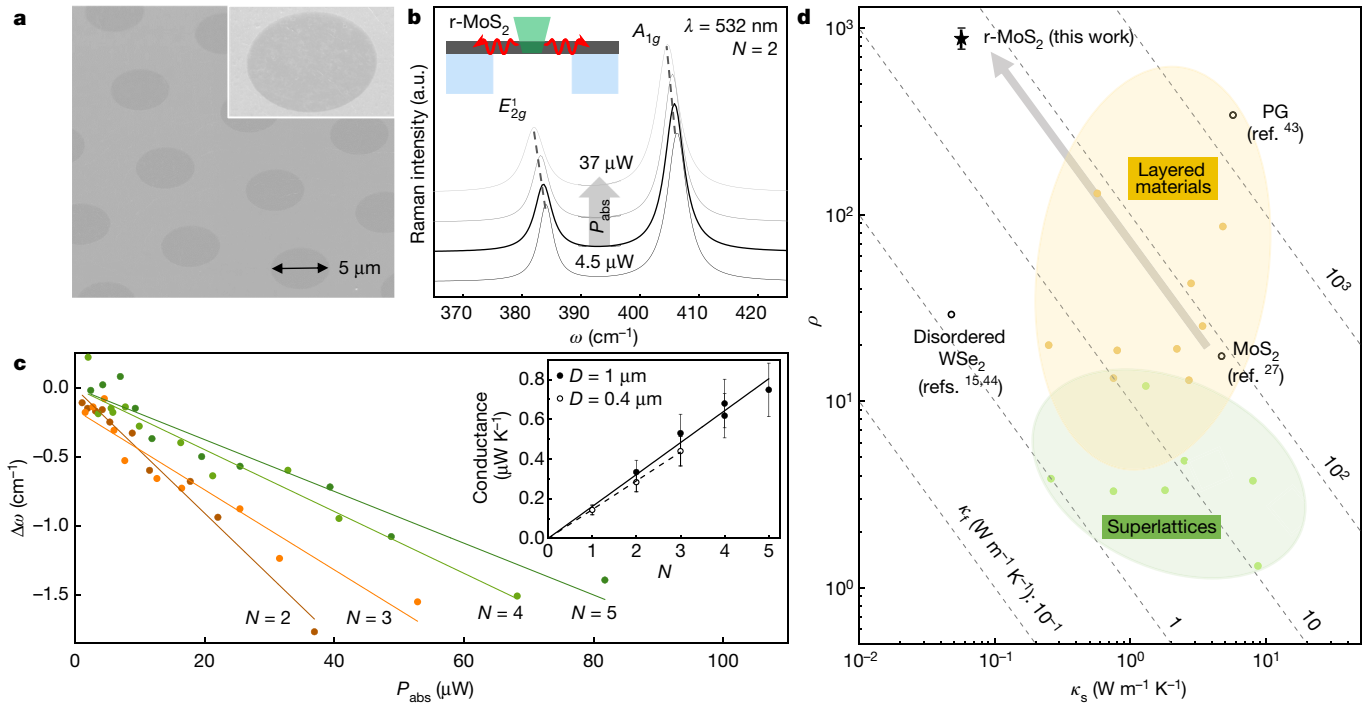 a
5 μm
b
r-MoS2
λ = 532 nm
N = 2
A1g
E12g
37 μW
Pabs
4.5 μW
Raman intensity (a.u.)
370 380 390 400 410 420
ω (cm–1)
c
0.0
–0.5
–1.0
–1.5
Δω (cm–1)
N = 2
N = 3
N = 4
N = 5
0 20 40 60 80 100
Pabs (μW)
D = 1 μm
D = 0.4 μm
Conductance
(μW K–1)
0.8
0.6
0.4
0.2
0
0 1 2 3 4 5
N
d
103
102
101
100
ρ
r-MoS2 (this work)
PG
(ref. 43)
Layered
materials
103
Disordered
WSe2
(refs. 15,44)
MoS2
(ref. 27)
102
Superlattices
κf (W m–1 K–1): 10–1
1
10
10–2 10–1 100 101
κs (W m–1 K–1)